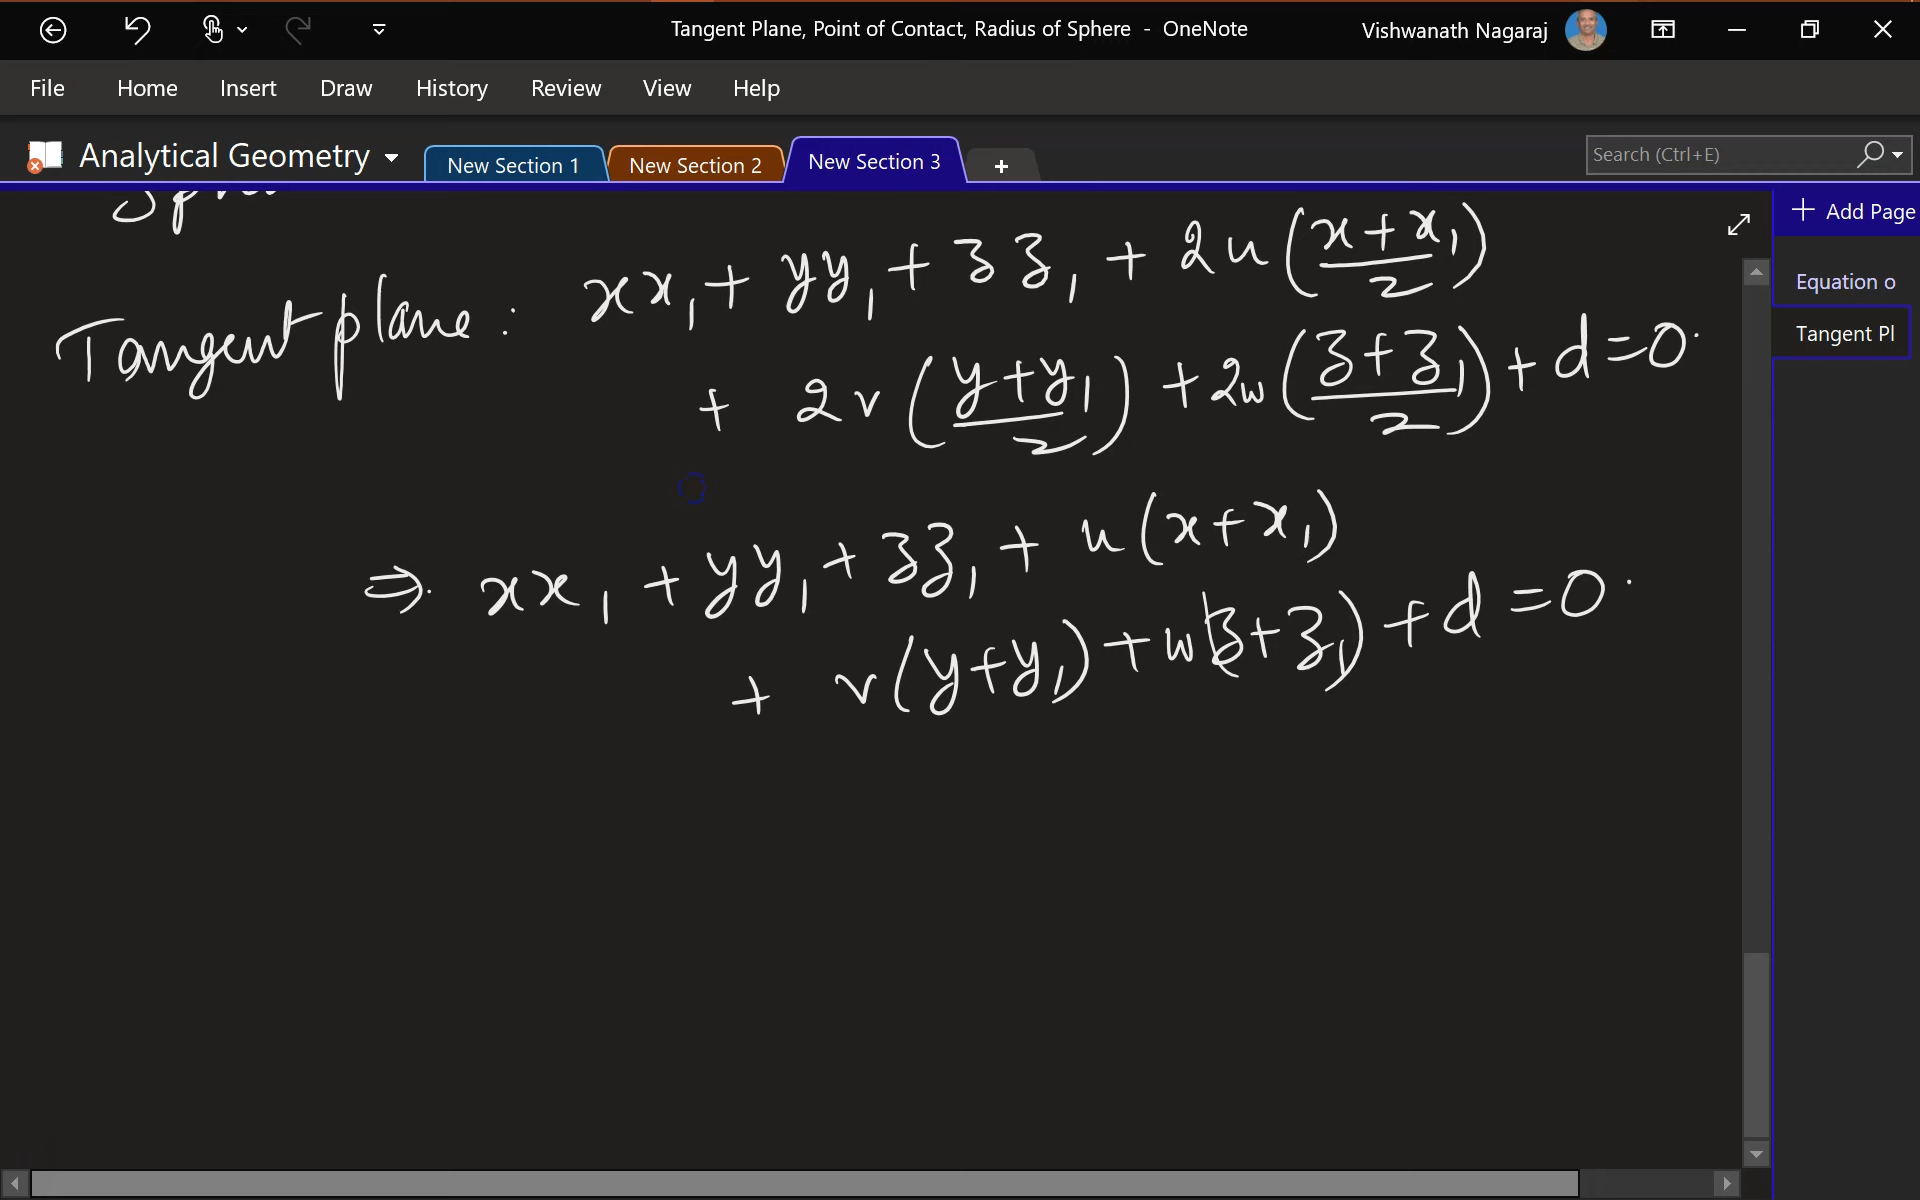 Tangent Plane, Point of Contact, Radius of Sphere - OneNote
Vishwanath Nagaraj
File Home Insert Draw History Review View Help
Analytical Geometry
New Section 1
New Section 2
New Section 3
+
Search (Ctrl+E)
+ Add Page
Equation o
Tangent Pl
Tangent plane: xx₁ + yy₁ + zz₁ + 2u((x+x₁)/2)
+ 2v((y+y₁)/2) + 2w((z+z₁)/2) + d = 0.
⇒ xx₁ + yy₁ + zz₁ + u(x+x₁)
+ v(y+y₁) + w(z+z₁) + d = 0.